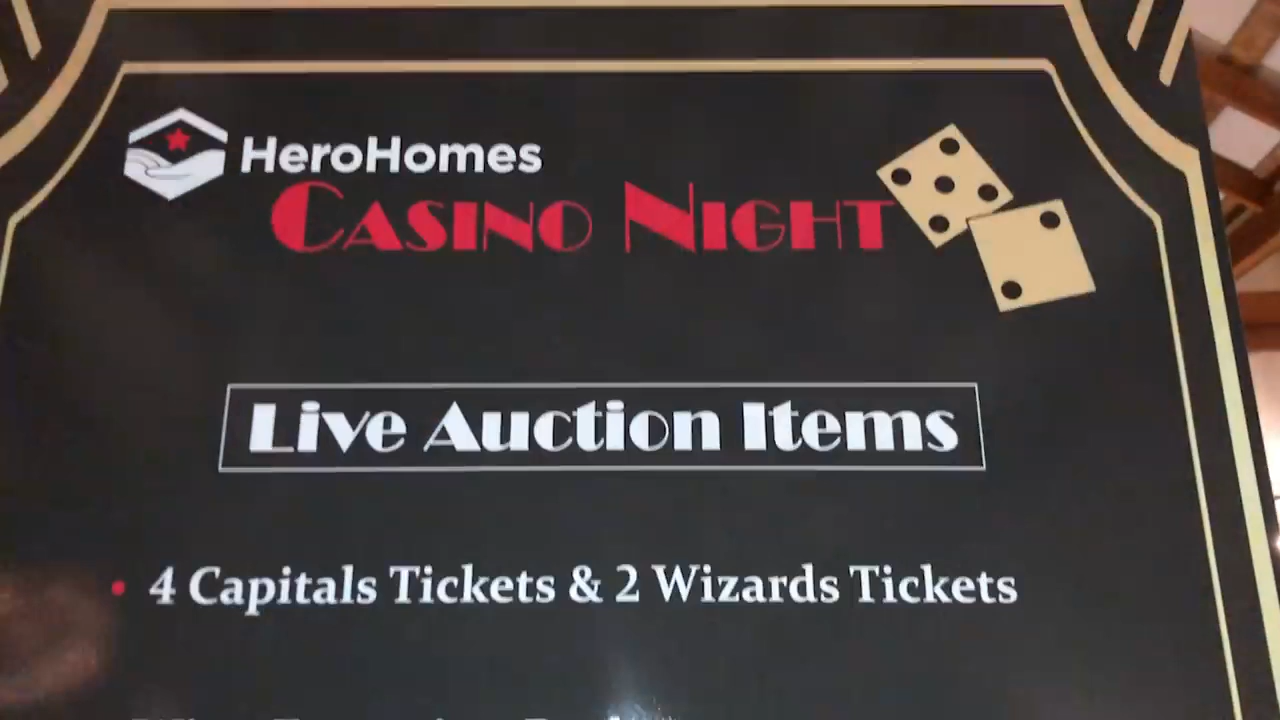 HeroHomes
Casino Night
Live Auction Items
• 4 Capitals Tickets & 2 Wizards Tickets